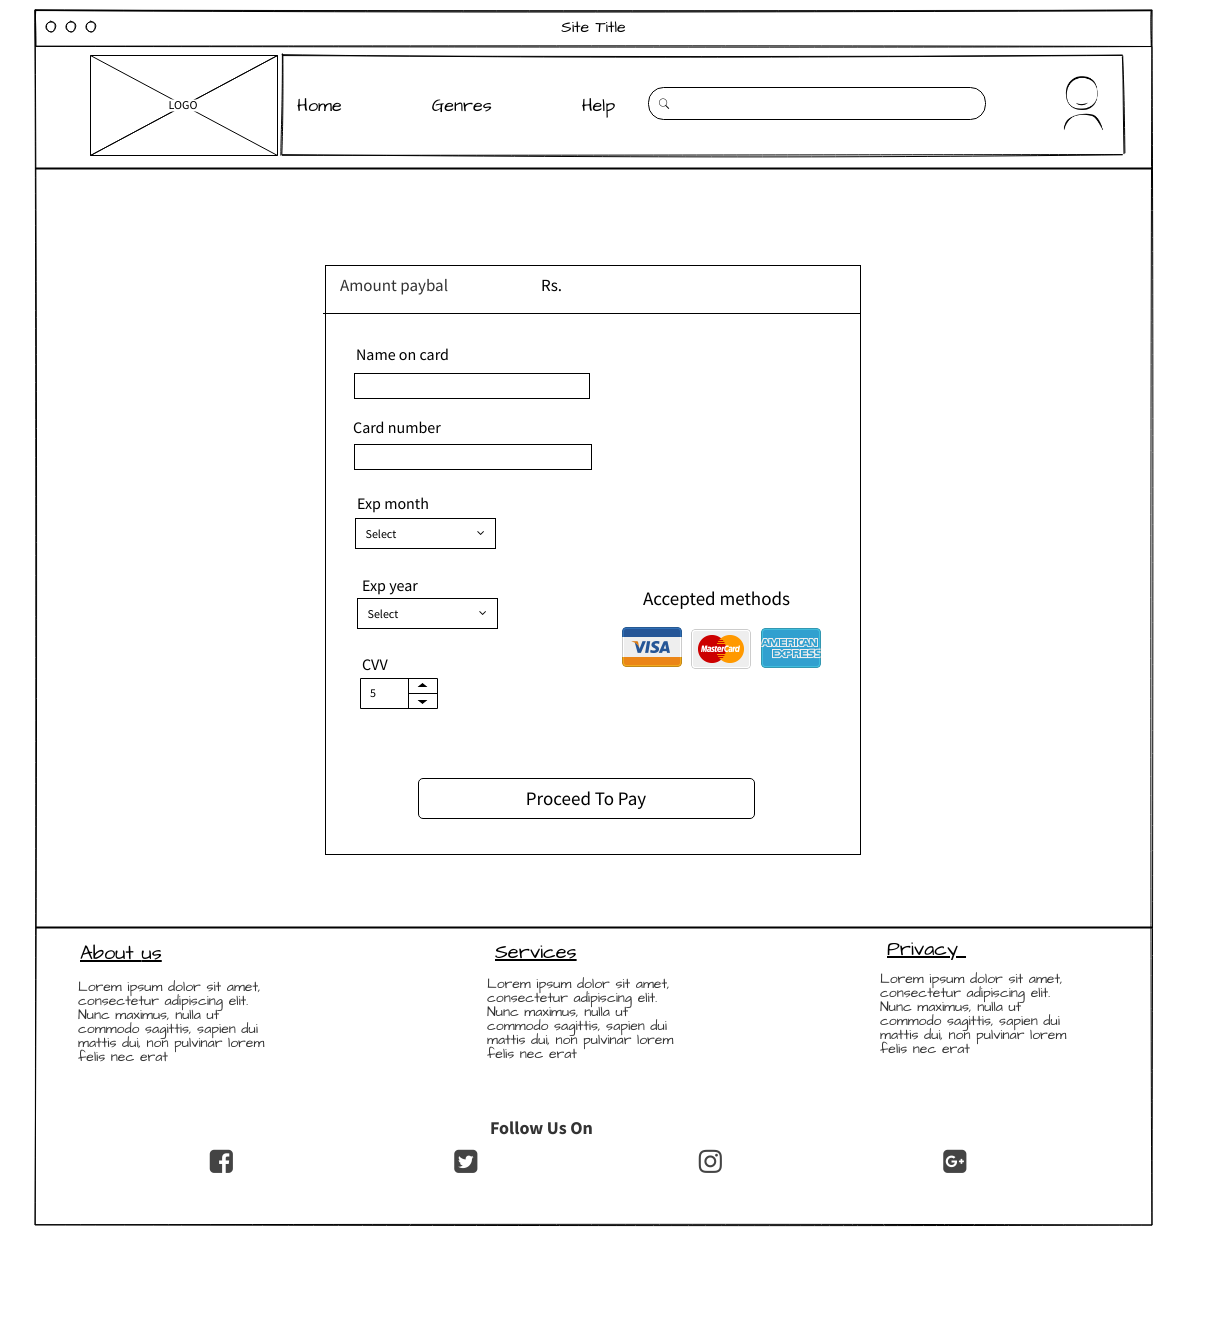 Site Title
LOGO
Home
Genres
Help
Amount paybal
Rs.
Name on card
Card number
Exp month
Select
Exp year
Select
Accepted methods
VISA
MasterCard
AMERICAN
EXPRESS
CVV
5
Proceed To Pay
About us
Lorem ipsum dolor sit amet,
consectetur adipiscing elit.
Nunc maximus, nulla ut
commodo sagittis, sapien dui
mattis dui, non pulvinar lorem
felis nec erat
Services
Lorem ipsum dolor sit amet,
consectetur adipiscing elit.
Nunc maximus, nulla ut
commodo sagittis, sapien dui
mattis dui, non pulvinar lorem
felis nec erat
Privacy
Lorem ipsum dolor sit amet,
consectetur adipiscing elit.
Nunc maximus, nulla ut
commodo sagittis, sapien dui
mattis dui, non pulvinar lorem
felis nec erat
Follow Us On
G+